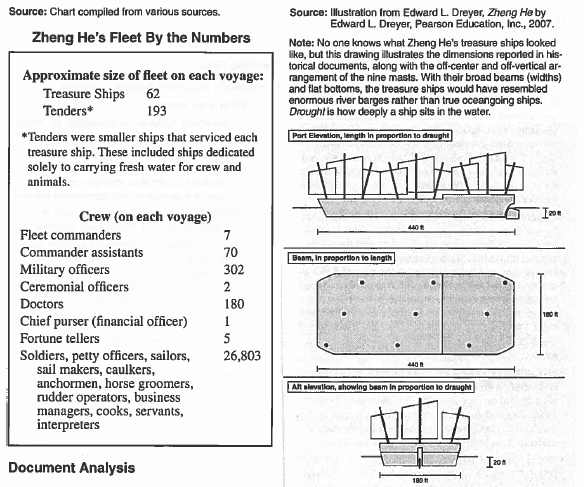 Source: Chart compiled from various sources.
Zheng He's Fleet By the Numbers
Approximate size of fleet on each voyage:
Treasure Ships 62
Tenders* 193
*Tenders were smaller ships that serviced each
treasure ship. These included ships dedicated
solely to carrying fresh water for crew and
animals.
Crew (on each voyage)
Fleet commanders 7
Commander assistants 70
Military officers 302
Ceremonial officers 2
Doctors 180
Chief purser (financial officer) 1
Fortune tellers 5
Soldiers, petty officers, sailors, 26,803
sail makers, caulkers,
anchormen, horse groomers,
rudder operators, business
managers, cooks, servants,
interpreters
Document Analysis
Source: Illustration from Edward L. Dreyer, Zheng He by
Edward L. Dreyer, Pearson Education, Inc., 2007.
Note: No one knows what Zheng He's treasure ships looked
like, but this drawing illustrates the dimensions reported in his-
torical documents, along with the off-center and off-vertical ar-
rangement of the nine masts. With their broad beams (widths)
and flat bottoms, the treasure ships would have resembled
enormous river barges rather than true oceangoing ships.
Draught is how deeply a ship sits in the water.
Port Elevation, length in proportion to draught
20 ft
440 ft
Beam, in proportion to length
180 ft
440 ft
Aft elevation, showing beam in proportion to draught
20 ft
180 ft